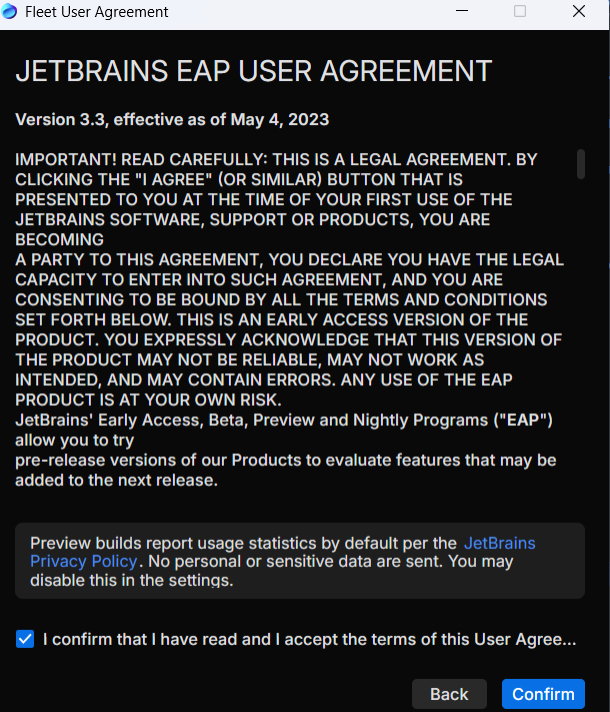 Fleet User Agreement
JETBRAINS EAP USER AGREEMENT
Version 3.3, effective as of May 4, 2023
IMPORTANT! READ CAREFULLY: THIS IS A LEGAL AGREEMENT. BY
CLICKING THE "I AGREE" (OR SIMILAR) BUTTON THAT IS
PRESENTED TO YOU AT THE TIME OF YOUR FIRST USE OF THE
JETBRAINS SOFTWARE, SUPPORT OR PRODUCTS, YOU ARE
BECOMING
A PARTY TO THIS AGREEMENT, YOU DECLARE YOU HAVE THE LEGAL
CAPACITY TO ENTER INTO SUCH AGREEMENT, AND YOU ARE
CONSENTING TO BE BOUND BY ALL THE TERMS AND CONDITIONS
SET FORTH BELOW. THIS IS AN EARLY ACCESS VERSION OF THE
PRODUCT. YOU EXPRESSLY ACKNOWLEDGE THAT THIS VERSION OF
THE PRODUCT MAY NOT BE RELIABLE, MAY NOT WORK AS
INTENDED, AND MAY CONTAIN ERRORS. ANY USE OF THE EAP
PRODUCT IS AT YOUR OWN RISK.
JetBrains' Early Access, Beta, Preview and Nightly Programs ("EAP")
allow you to try
pre-release versions of our Products to evaluate features that may be
added to the next release.
Preview builds report usage statistics by default per the JetBrains
Privacy Policy. No personal or sensitive data are sent. You may
disable this in the settings.
I confirm that I have read and I accept the terms of this User Agree...
Back Confirm